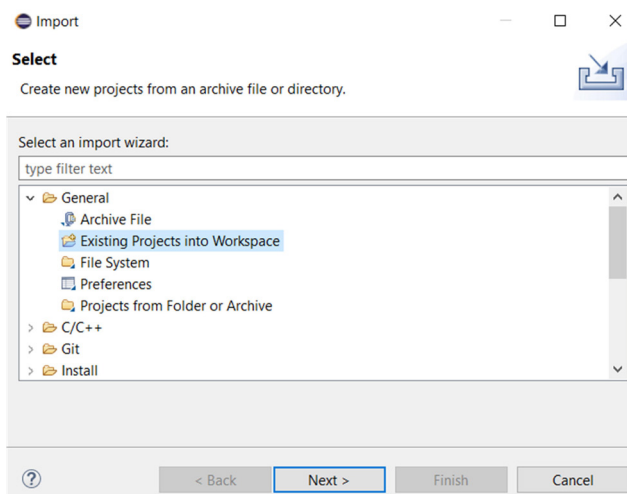 Import
Select
Create new projects from an archive file or directory.
Select an import wizard:
type filter text
General
Archive File
Existing Projects into Workspace
File System
Preferences
Projects from Folder or Archive
C/C++
Git
Install
? < Back Next > Finish Cancel